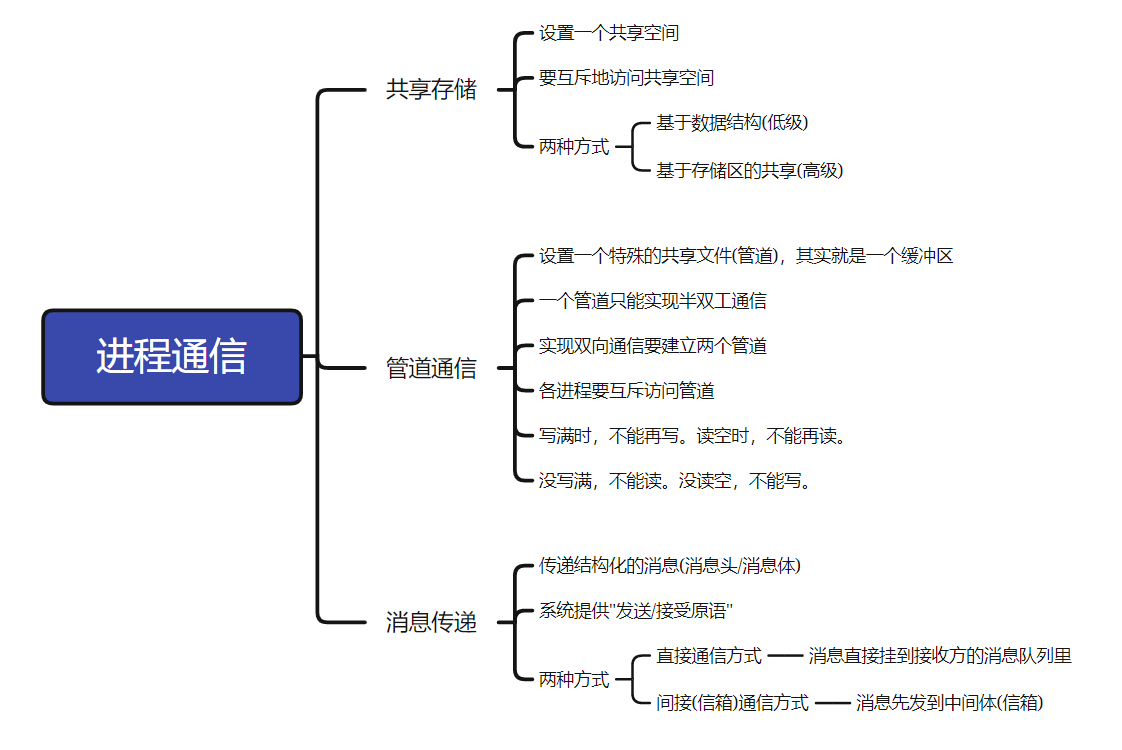 进程通信
共享存储
设置一个共享空间
要互斥地访问共享空间
两种方式
基于数据结构(低级)
基于存储区的共享(高级)
管道通信
设置一个特殊的共享文件(管道)，其实就是一个缓冲区
一个管道只能实现半双工通信
实现双向通信要建立两个管道
各进程要互斥访问管道
写满时，不能再写。读空时，不能再读。
没写满，不能读。没读空，不能写。
消息传递
传递结构化的消息(消息头/消息体)
系统提供"发送/接受原语"
两种方式
直接通信方式
消息直接挂到接收方的消息队列里
间接(信箱)通信方式
消息先发到中间体(信箱)